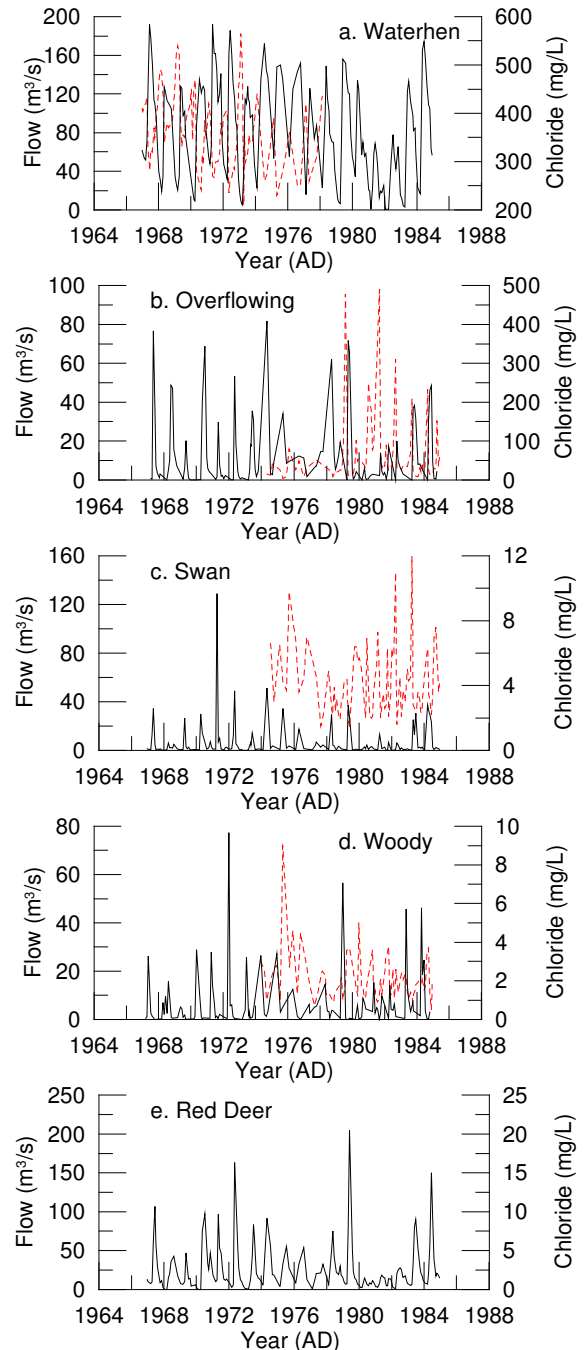 a. Waterhen
200
160
120
80
40
0
Flow (m³/s)
600
500
400
300
200
Chloride (mg/L)
1964 1968 1972 1976 1980 1984 1988
Year (AD)
b. Overflowing
100
80
60
40
20
0
Flow (m³/s)
500
400
300
200
100
0
Chloride (mg/L)
1964 1968 1972 1976 1980 1984 1988
Year (AD)
c. Swan
160
120
80
40
0
Flow (m³/s)
12
8
4
0
Chloride (mg/L)
1964 1968 1972 1976 1980 1984 1988
Year (AD)
d. Woody
80
60
40
20
0
Flow (m³/s)
10
8
6
4
2
0
Chloride (mg/L)
1964 1968 1972 1976 1980 1984 1988
Year (AD)
e. Red Deer
250
200
150
100
50
0
Flow (m³/s)
25
20
15
10
5
0
Chloride (mg/L)
1964 1968 1972 1976 1980 1984 1988
Year (AD)